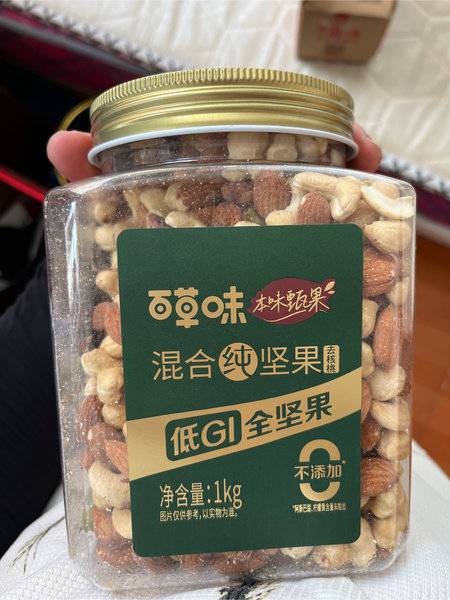 百草味 本味甄果
混合纯坚果 去核桃
低GI 全坚果
0 不添加*
净含量:1kg
图片仅供参考,以实物为准。